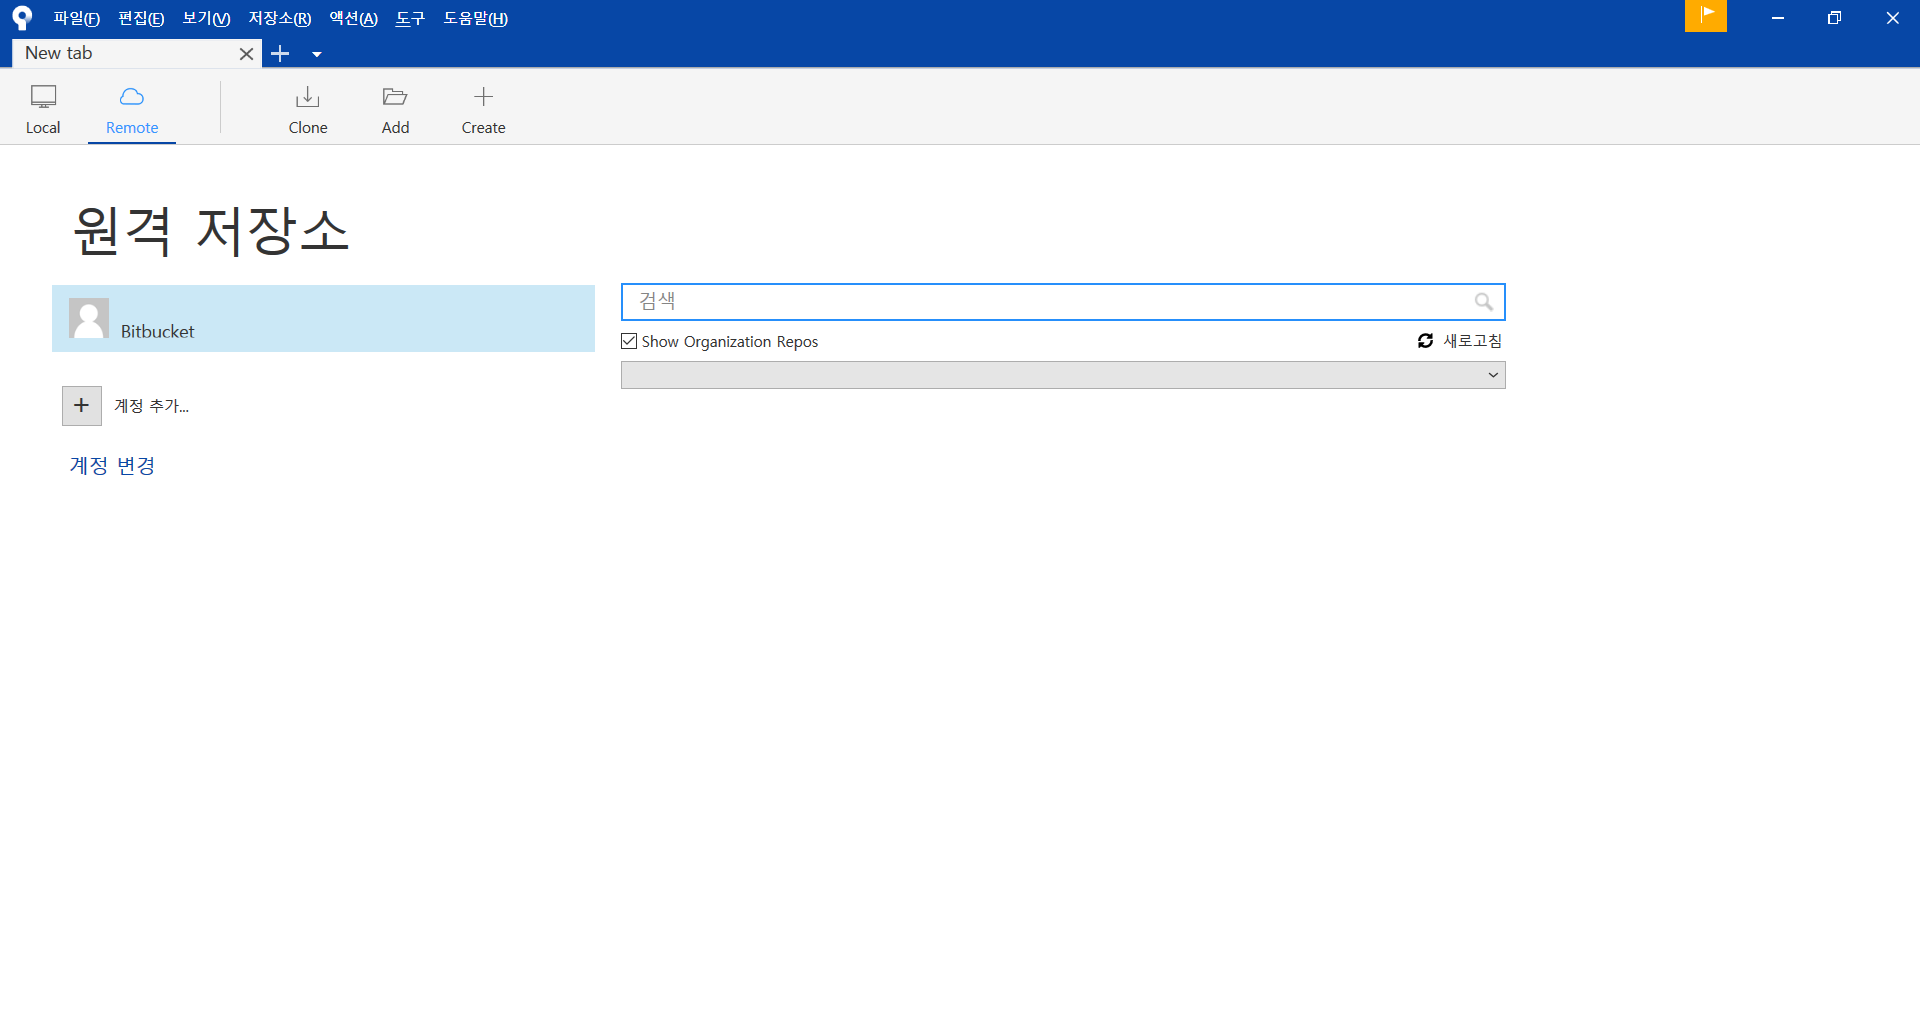 파일(F) 편집(E) 보기(V) 저장소(R) 액션(A) 도구 도움말(H)
New tab
Local Remote Clone Add Create
원격 저장소
Bitbucket
계정 추가...
계정 변경
검색
Show Organization Repos 새로고침